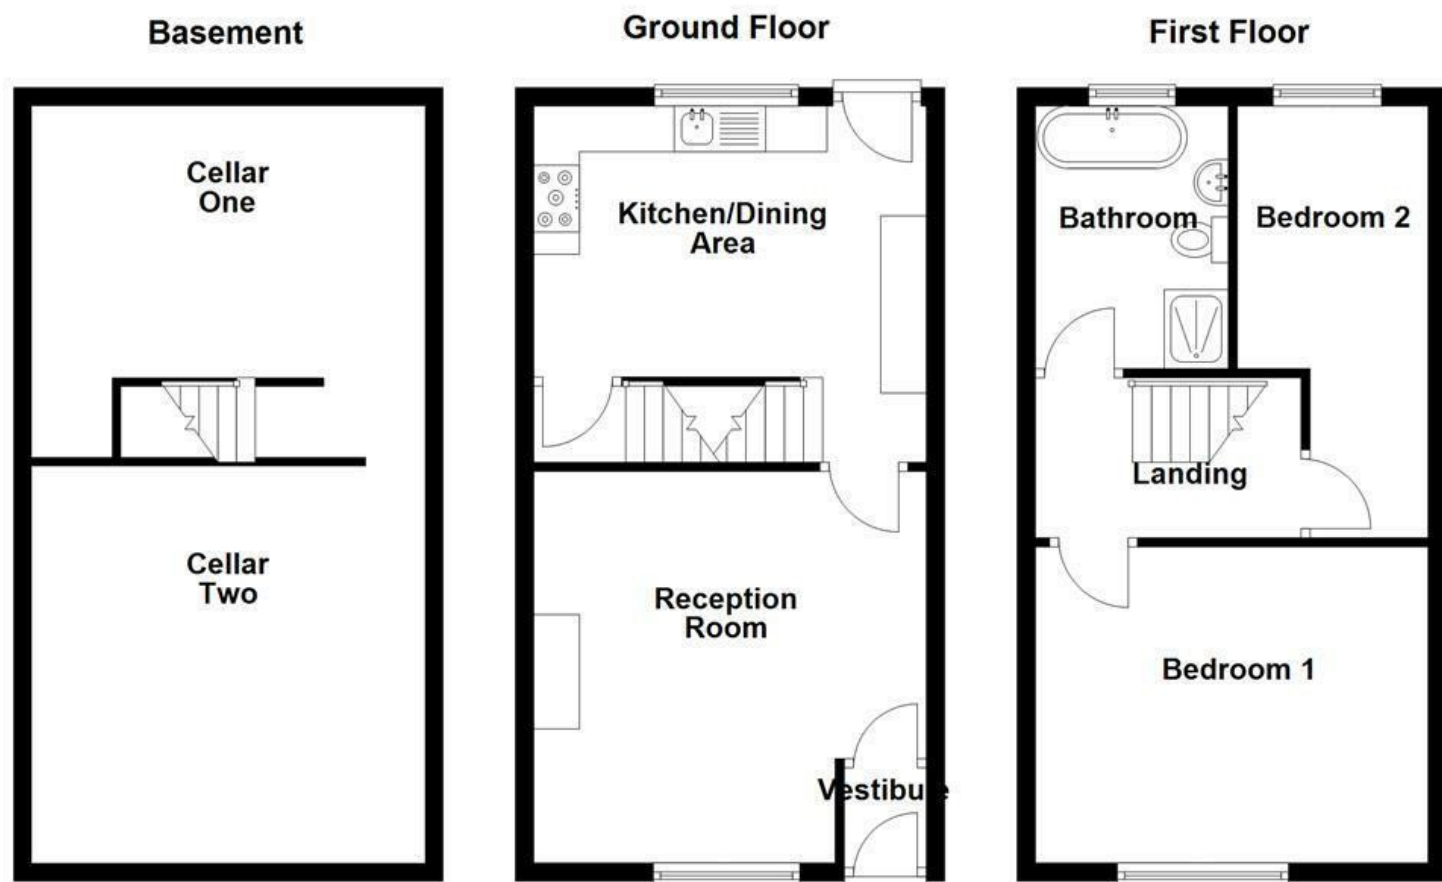 Basement
Cellar
One
Cellar
Two
Ground Floor
Kitchen/Dining
Area
Reception
Room
Vestibule
First Floor
Bathroom
Bedroom 2
Landing
Bedroom 1